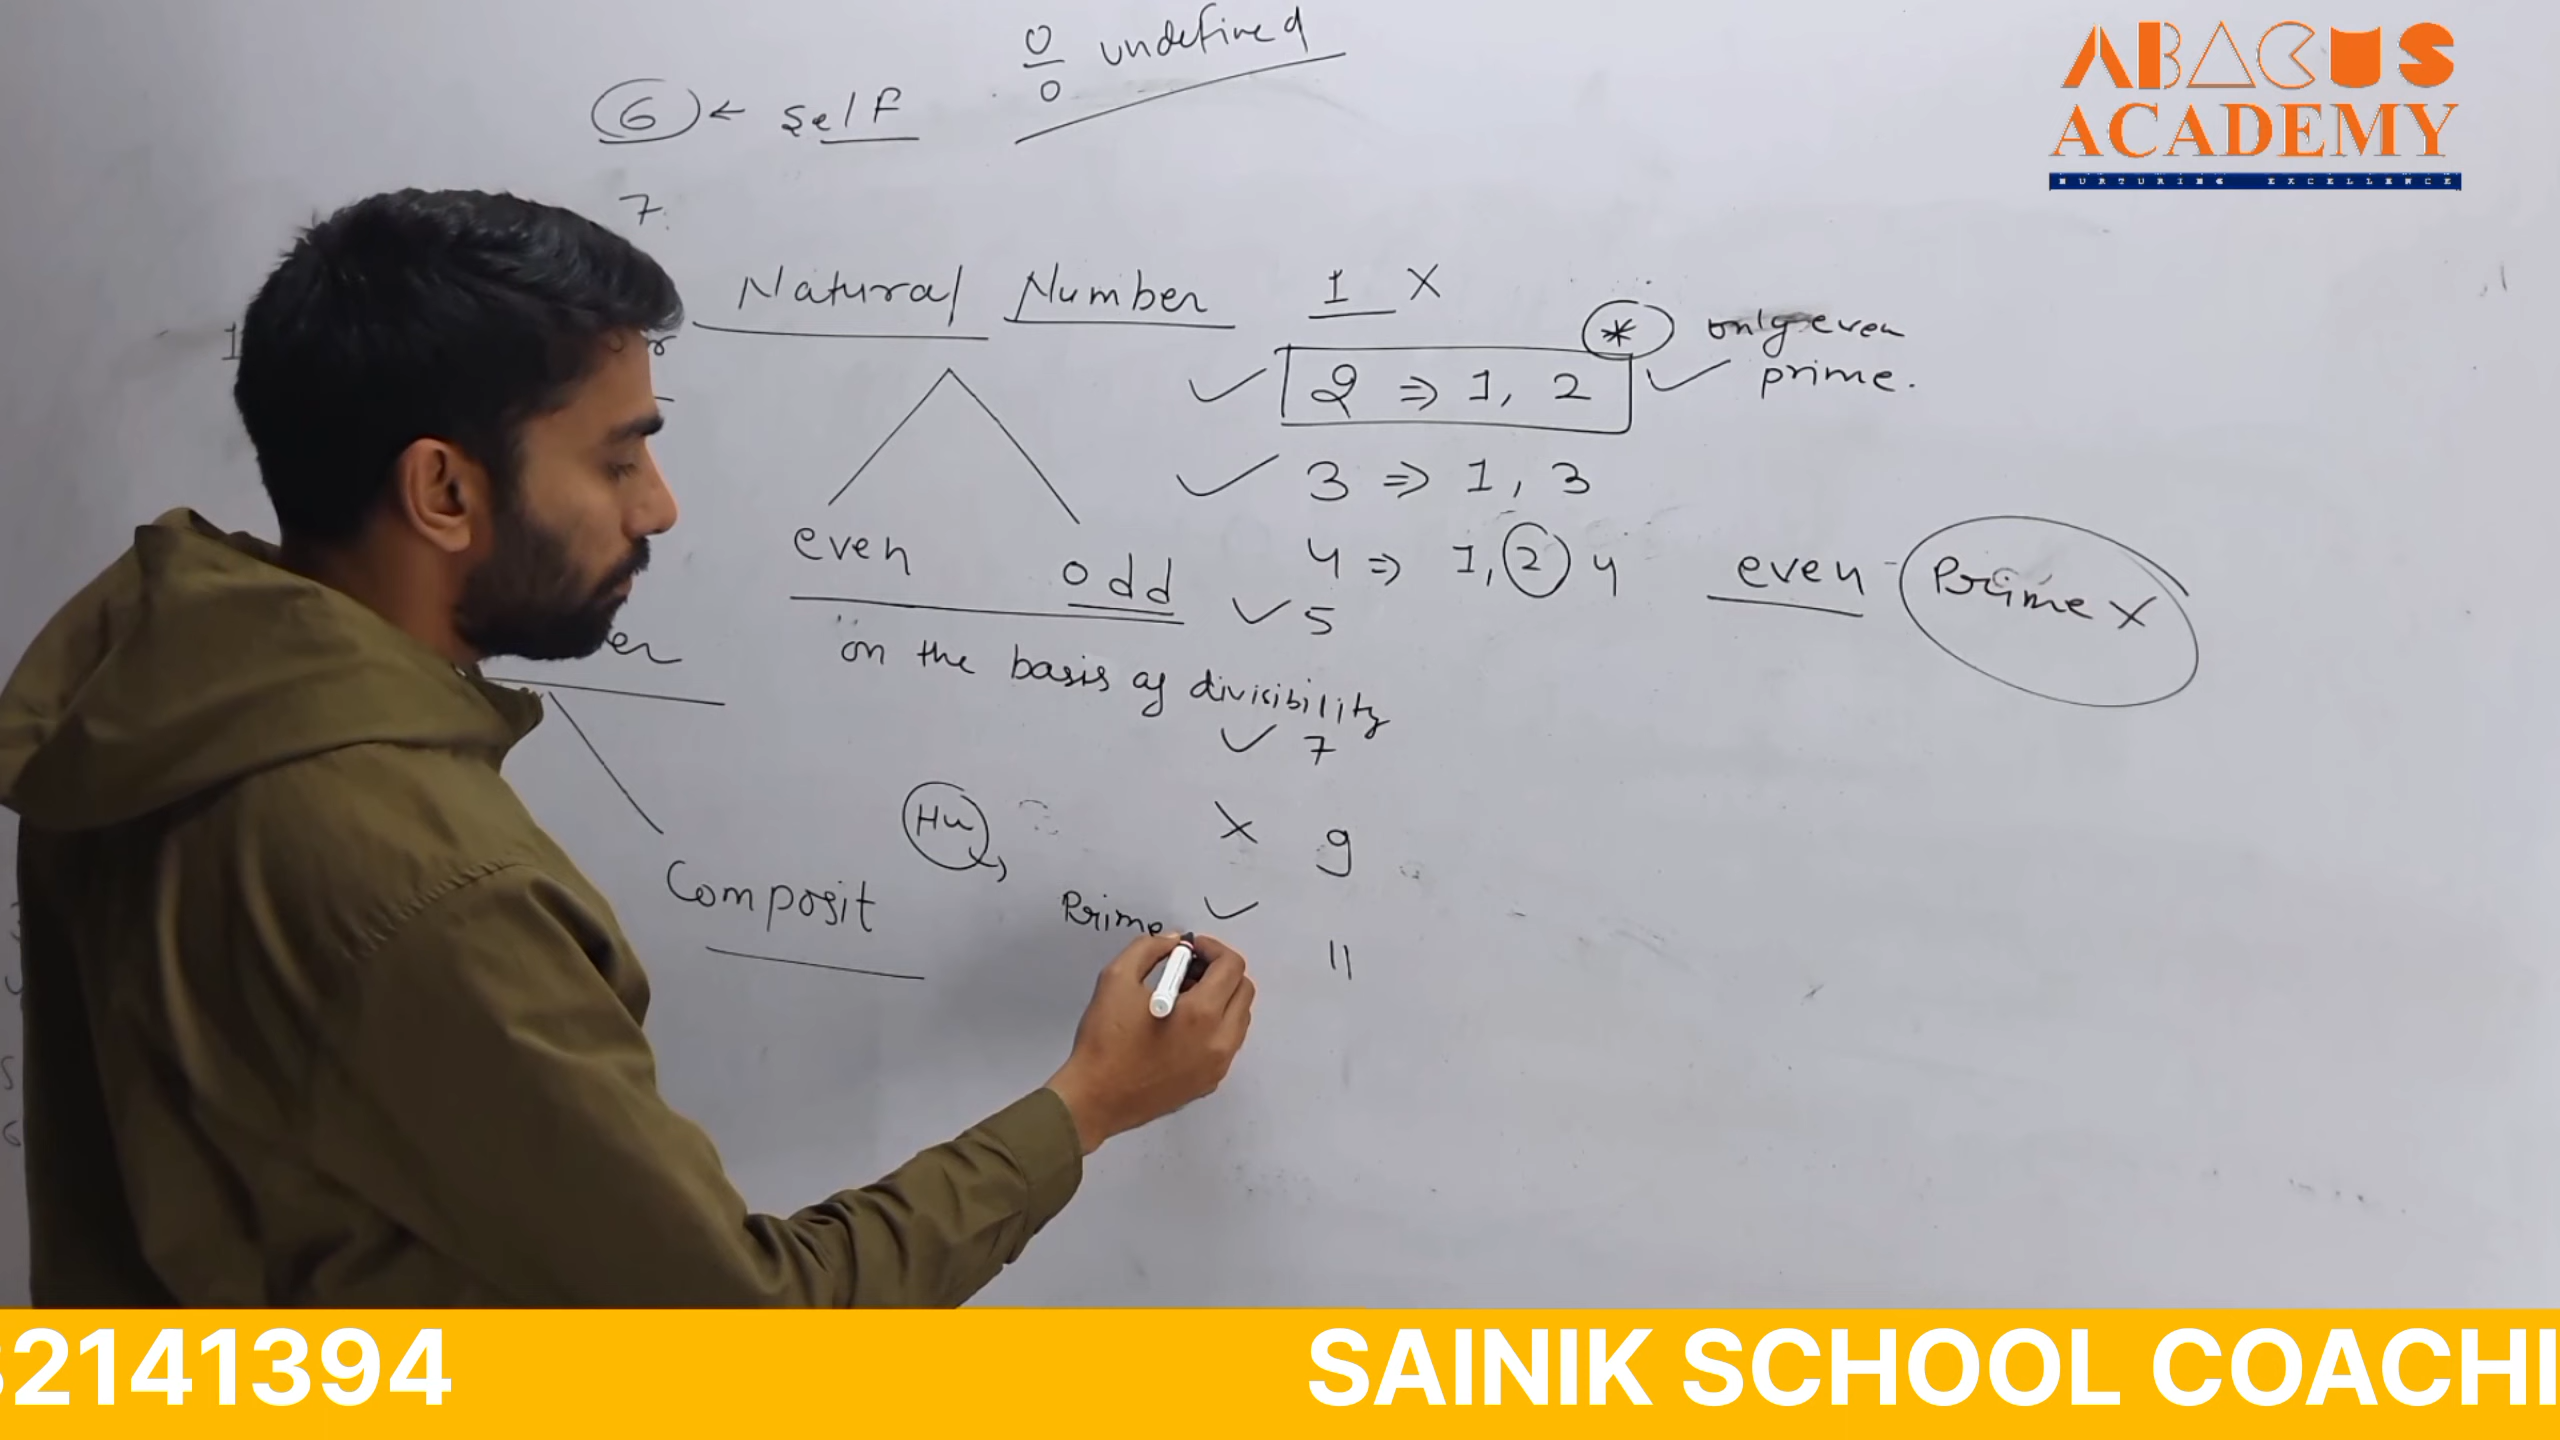 0/0 undefined
6 ← self
7.
Natural Number
1 X
* only even
prime.
✓ 2 ⇒ 1, 2 ✓
✓ 3 ⇒ 1, 3
4 ⇒ 1, 2 4 even Prime X
even odd
✓ 5
on the basis of divisibility
✓ 7
Hw
X 9
Composit
Prime ✓
11
ABACUS
ACADEMY
NURTURING EXCELLENCE
2141394
SAINIK SCHOOL COACHI